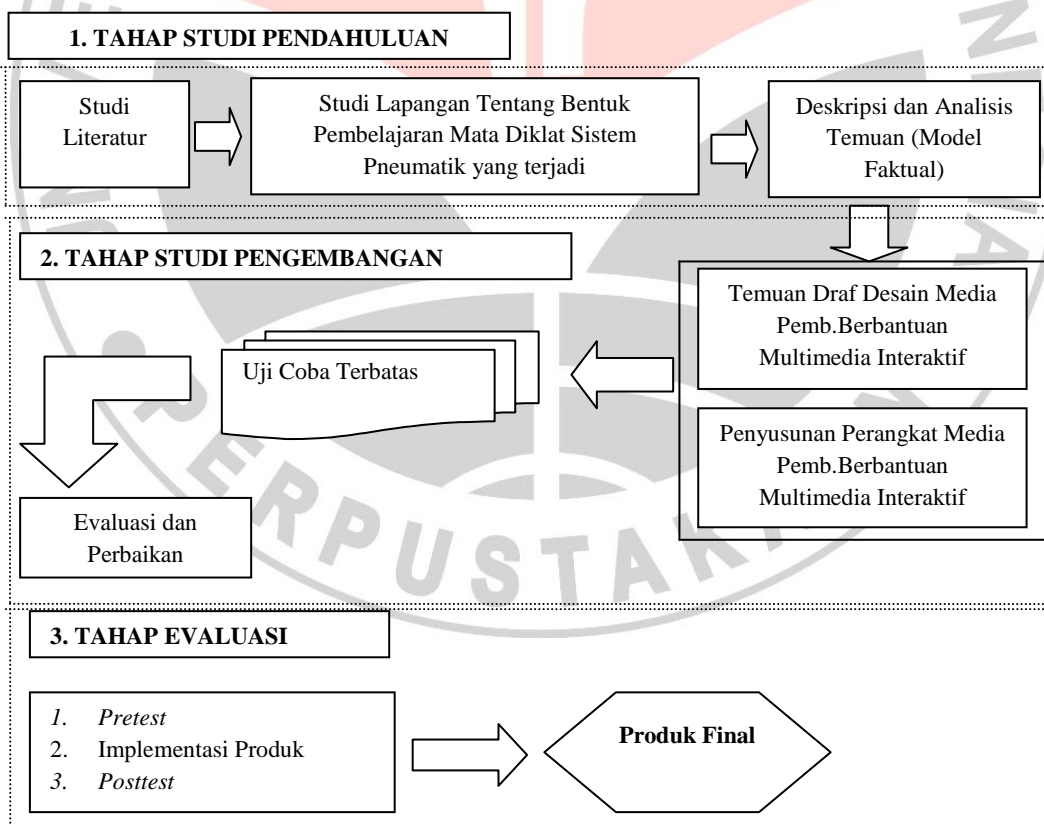 1. TAHAP STUDI PENDAHULUAN
Studi
Literatur
Studi Lapangan Tentang Bentuk
Pembelajaran Mata Diklat Sistem
Pneumatik yang terjadi
Deskripsi dan Analisis
Temuan (Model
Faktual)
2. TAHAP STUDI PENGEMBANGAN
Temuan Draf Desain Media
Pemb.Berbantuan
Multimedia Interaktif
Penyusunan Perangkat Media
Pemb.Berbantuan
Multimedia Interaktif
Uji Coba Terbatas
Evaluasi dan
Perbaikan
3. TAHAP EVALUASI
1. Pretest
2. Implementasi Produk
3. Posttest
Produk Final
PERPUSTAKA